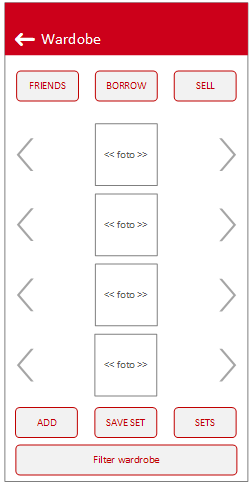 Wardobe
FRIENDS BORROW SELL
<< foto >>
<< foto >>
<< foto >>
<< foto >>
ADD SAVE SET SETS
Filter wardrobe